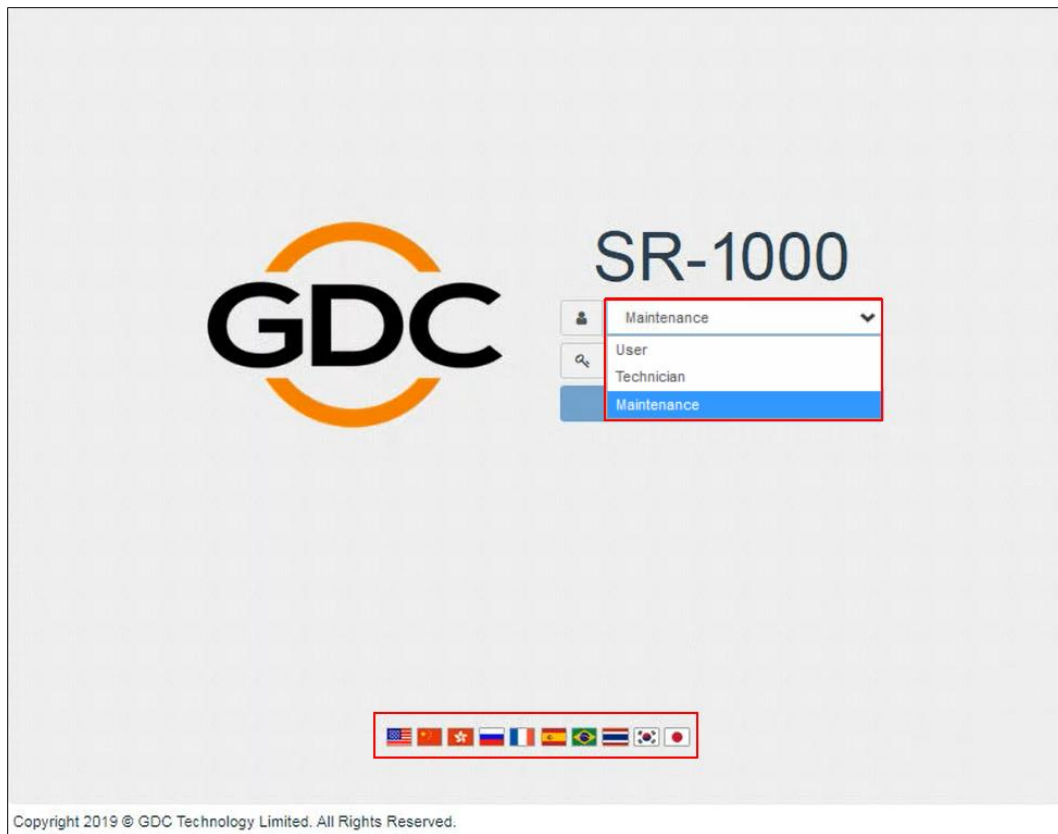 SR-1000
GDC
Maintenance
User
Technician
Maintenance
Copyright 2019 © GDC Technology Limited. All Rights Reserved.